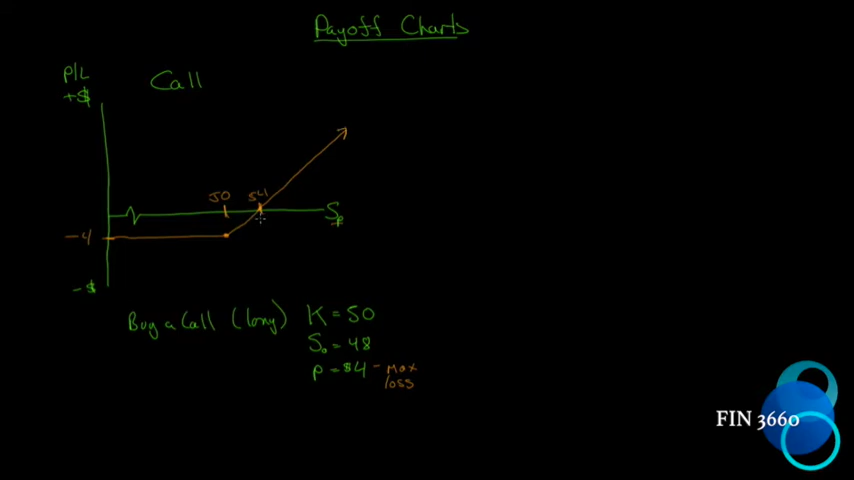 Payoff Charts
P/L
+$
Call
50
54
S
-4
-$
Buy a Call (long)
K = 50
S₀ = 48
P = $4 - Max
loss
FIN 3660